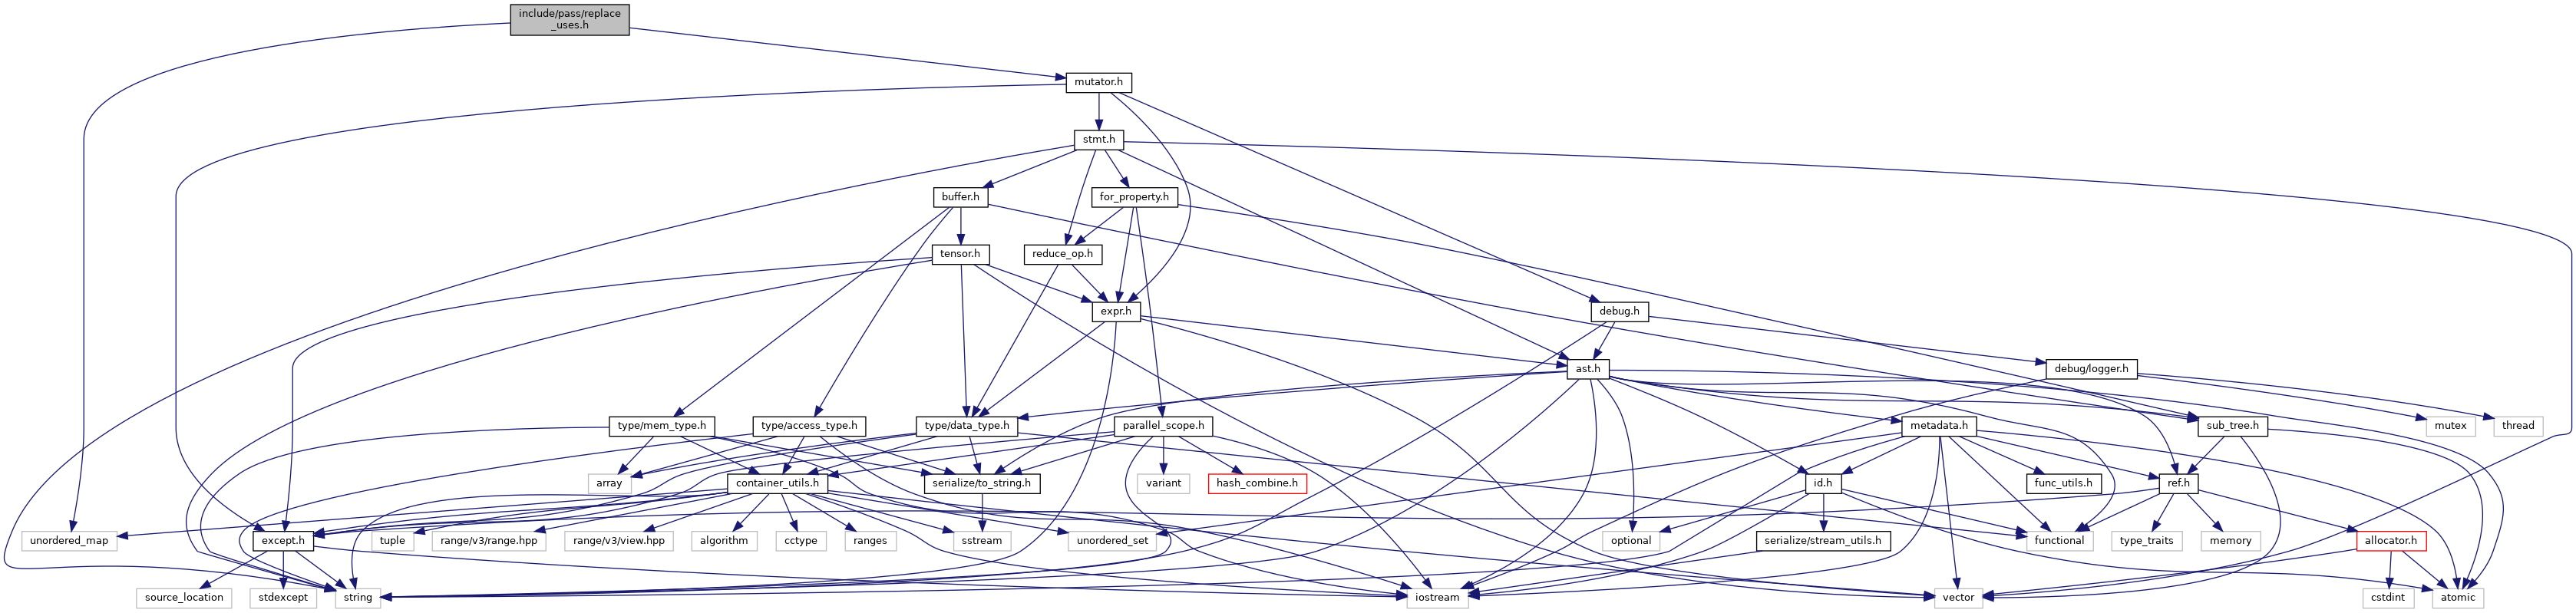 include/pass/replace
_uses.h
mutator.h
stmt.h
buffer.h
for_property.h
tensor.h
reduce_op.h
expr.h
debug.h
ast.h
debug/logger.h
type/mem_type.h
type/access_type.h
type/data_type.h
parallel_scope.h
metadata.h
sub_tree.h
mutex
thread
array
container_utils.h
serialize/to_string.h
variant
hash_combine.h
id.h
func_utils.h
ref.h
unordered_map
except.h
tuple
range/v3/range.hpp
range/v3/view.hpp
algorithm
cctype
ranges
sstream
unordered_set
optional
serialize/stream_utils.h
functional
type_traits
memory
allocator.h
source_location
stdexcept
string
iostream
vector
cstdint
atomic